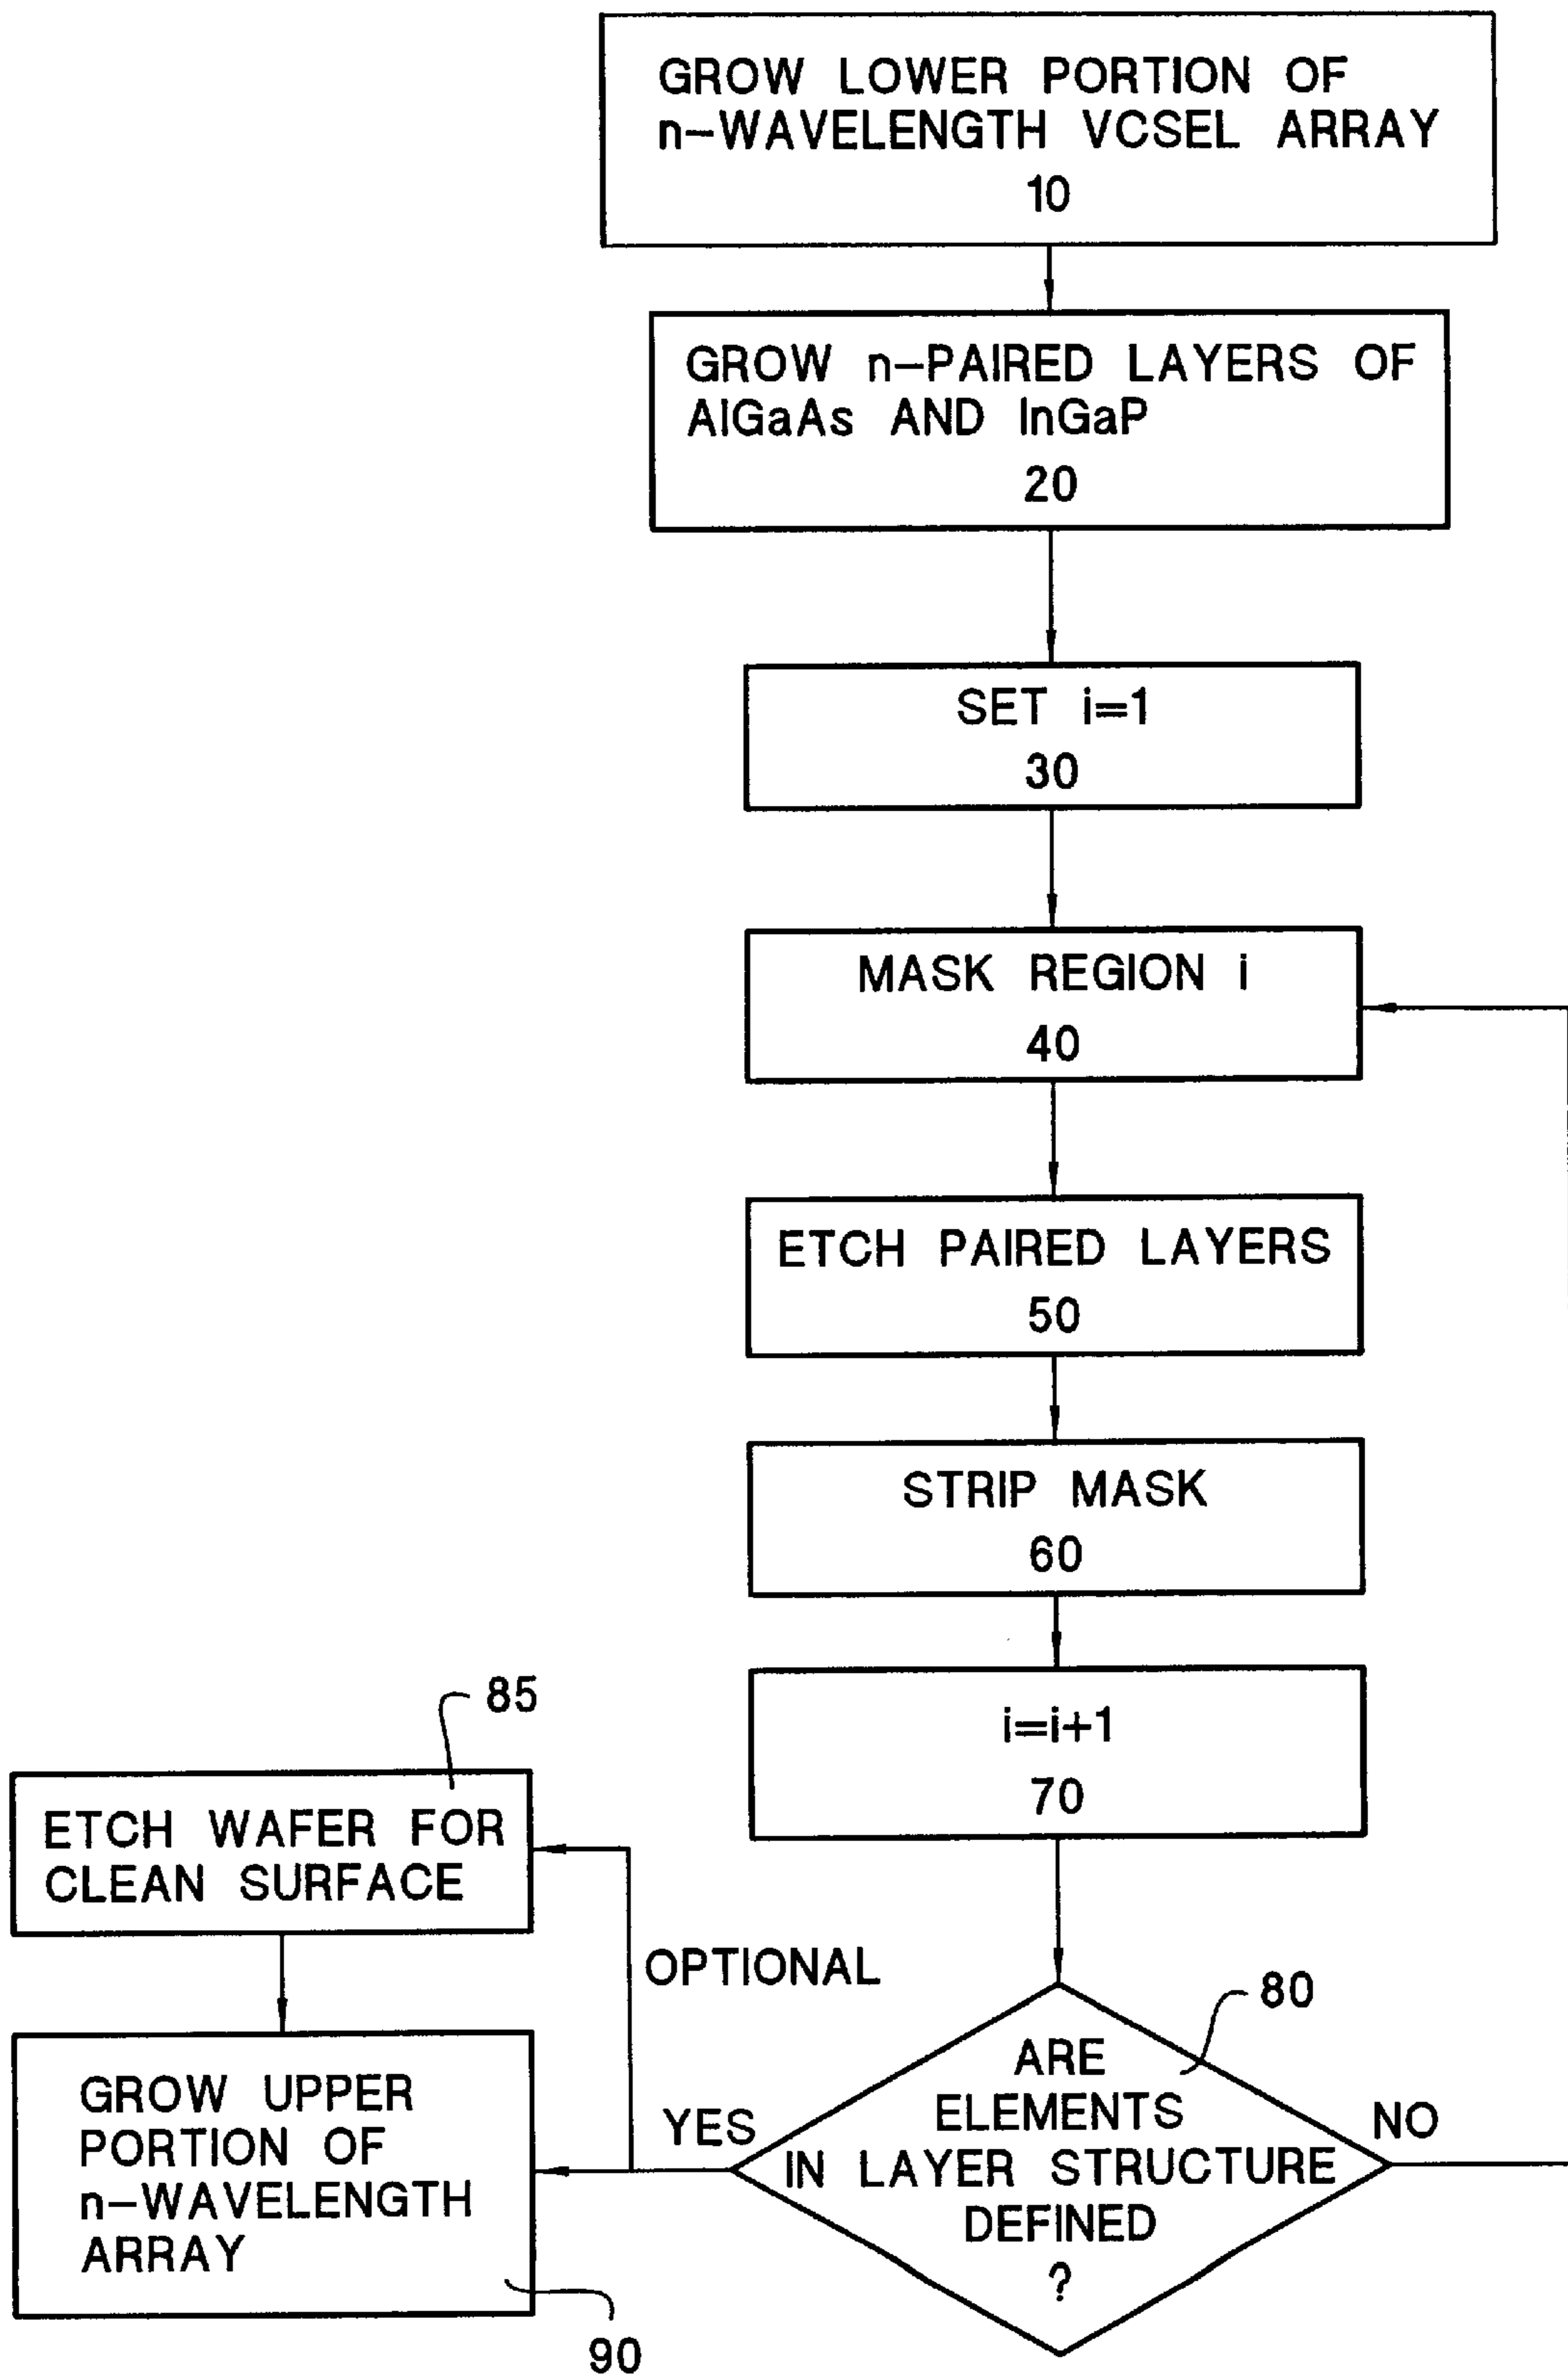 GROW LOWER PORTION OF
n-WAVELENGTH VCSEL ARRAY
10
GROW n-PAIRED LAYERS OF
AlGaAs AND InGaP
20
SET i=1
30
MASK REGION i
40
ETCH PAIRED LAYERS
50
STRIP MASK
60
i=i+1
70
85
ETCH WAFER FOR
CLEAN SURFACE
OPTIONAL
80
ARE
ELEMENTS
IN LAYER STRUCTURE
DEFINED
?
YES
NO
GROW UPPER
PORTION OF
n-WAVELENGTH
ARRAY
90